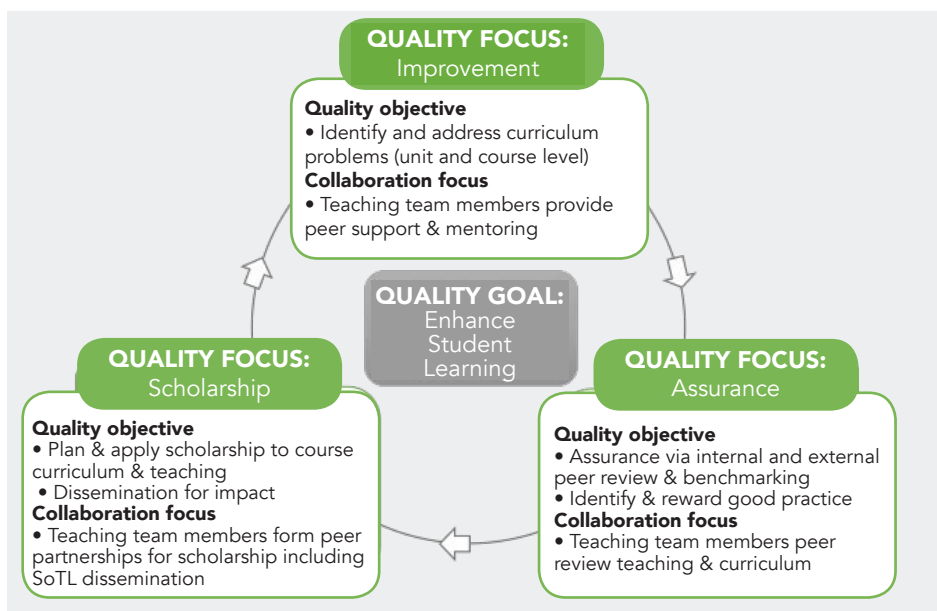 QUALITY FOCUS:
Improvement
Quality objective
• Identify and address curriculum
problems (unit and course level)
Collaboration focus
• Teaching team members provide
peer support & mentoring
QUALITY GOAL:
Enhance
Student
Learning
QUALITY FOCUS:
Scholarship
Quality objective
• Plan & apply scholarship to course
curriculum & teaching
• Dissemination for impact
Collaboration focus
• Teaching team members form peer
partnerships for scholarship including
SoTL dissemination
QUALITY FOCUS:
Assurance
Quality objective
• Assurance via internal and external
peer review & benchmarking
• Identify & reward good practice
Collaboration focus
• Teaching team members peer
review teaching & curriculum